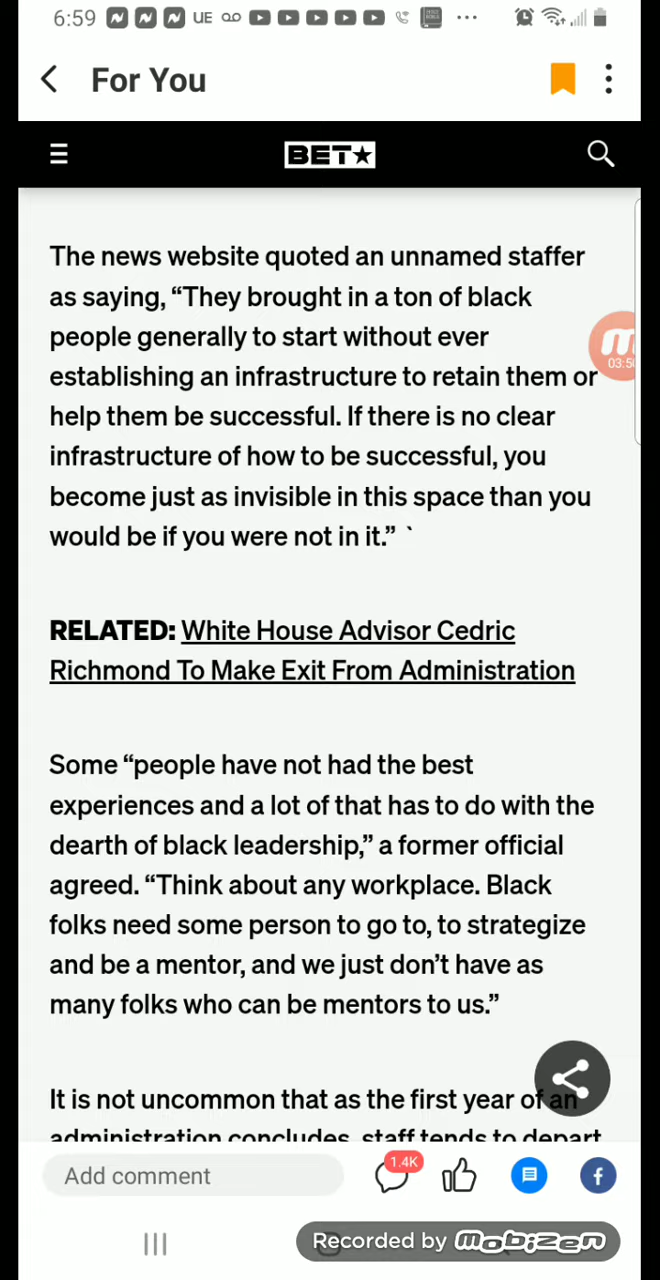 6:59 UE
For You
BET★
The news website quoted an unnamed staffer
as saying, “They brought in a ton of black
people generally to start without ever
establishing an infrastructure to retain them or
help them be successful. If there is no clear
infrastructure of how to be successful, you
become just as invisible in this space than you
would be if you were not in it.” `
RELATED: White House Advisor Cedric
Richmond To Make Exit From Administration
Some “people have not had the best
experiences and a lot of that has to do with the
dearth of black leadership,” a former official
agreed. “Think about any workplace. Black
folks need some person to go to, to strategize
and be a mentor, and we just don’t have as
many folks who can be mentors to us.”
It is not uncommon that as the first year of an
administration concludes, staff tends to depart
Add comment
1.4K
Recorded by mobizen